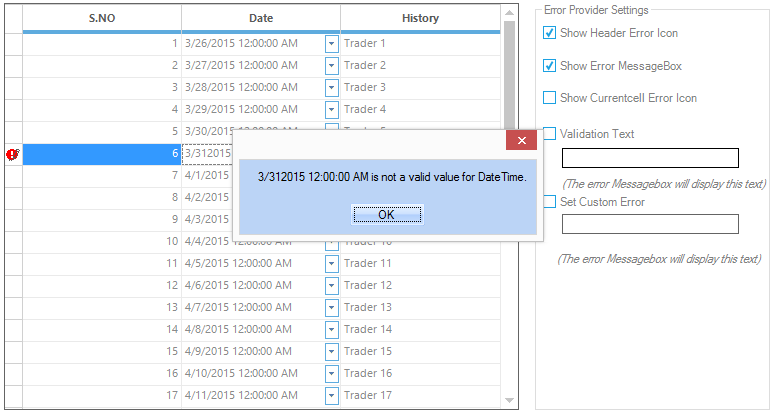 S.NO Date History
1 3/26/2015 12:00:00 AM Trader 1
2 3/27/2015 12:00:00 AM Trader 2
3 3/28/2015 12:00:00 AM Trader 3
4 3/29/2015 12:00:00 AM Trader 4
5 3/30/2015
6 3/312015
7 4/1/2015
8 4/2/2015
9 4/3/2015
10 4/4/2015 12:00:00 AM Trader 10
11 4/5/2015 12:00:00 AM Trader 11
12 4/6/2015 12:00:00 AM Trader 12
13 4/7/2015 12:00:00 AM Trader 13
14 4/8/2015 12:00:00 AM Trader 14
15 4/9/2015 12:00:00 AM Trader 15
16 4/10/2015 12:00:00 AM Trader 16
17 4/11/2015 12:00:00 AM Trader 17
3/312015 12:00:00 AM is not a valid value for DateTime.
OK
Error Provider Settings
Show Header Error Icon
Show Error MessageBox
Show Currentcell Error Icon
Validation Text
(The error Messagebox will display this text)
Set Custom Error
(The error Messagebox will display this text)